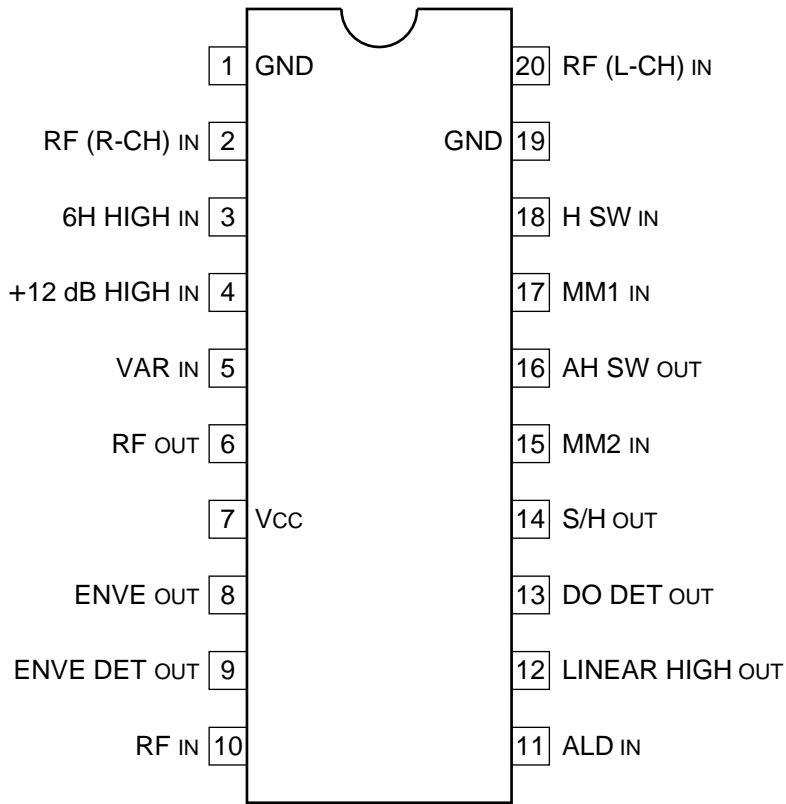 1 GND
RF (R-CH) IN 2
6H HIGH IN 3
+12 dB HIGH IN 4
VAR IN 5
RF OUT 6
7 VCC
ENVE OUT 8
ENVE DET OUT 9
RF IN 10
20 RF (L-CH) IN
GND 19
18 H SW IN
17 MM1 IN
16 AH SW OUT
15 MM2 IN
14 S/H OUT
13 DO DET OUT
12 LINEAR HIGH OUT
11 ALD IN